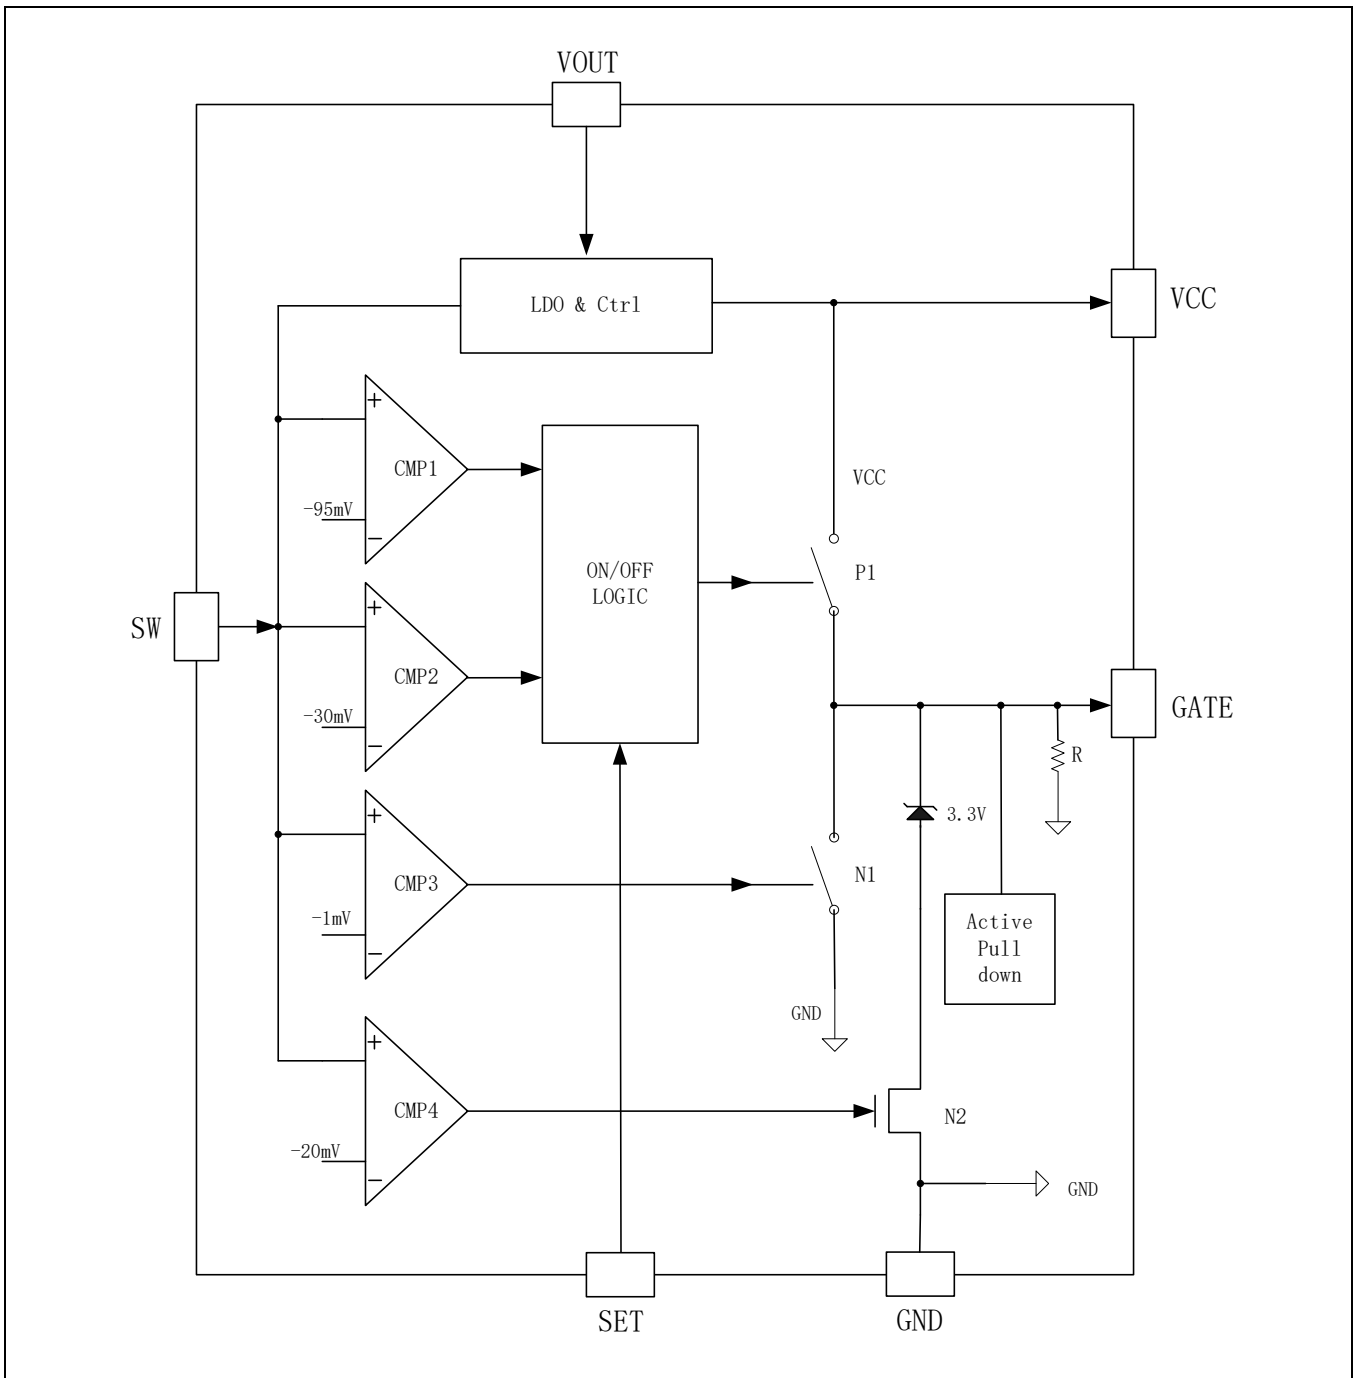 VOUT
LDO & Ctrl
VCC
+
CMP1
-95mV
−
VCC
ON/OFF
LOGIC
P1
SW
+
CMP2
-30mV
−
GATE
R
3.3V
+
CMP3
-1mV
−
N1
Active
Pull
down
GND
+
CMP4
-20mV
−
N2
GND
SET
GND